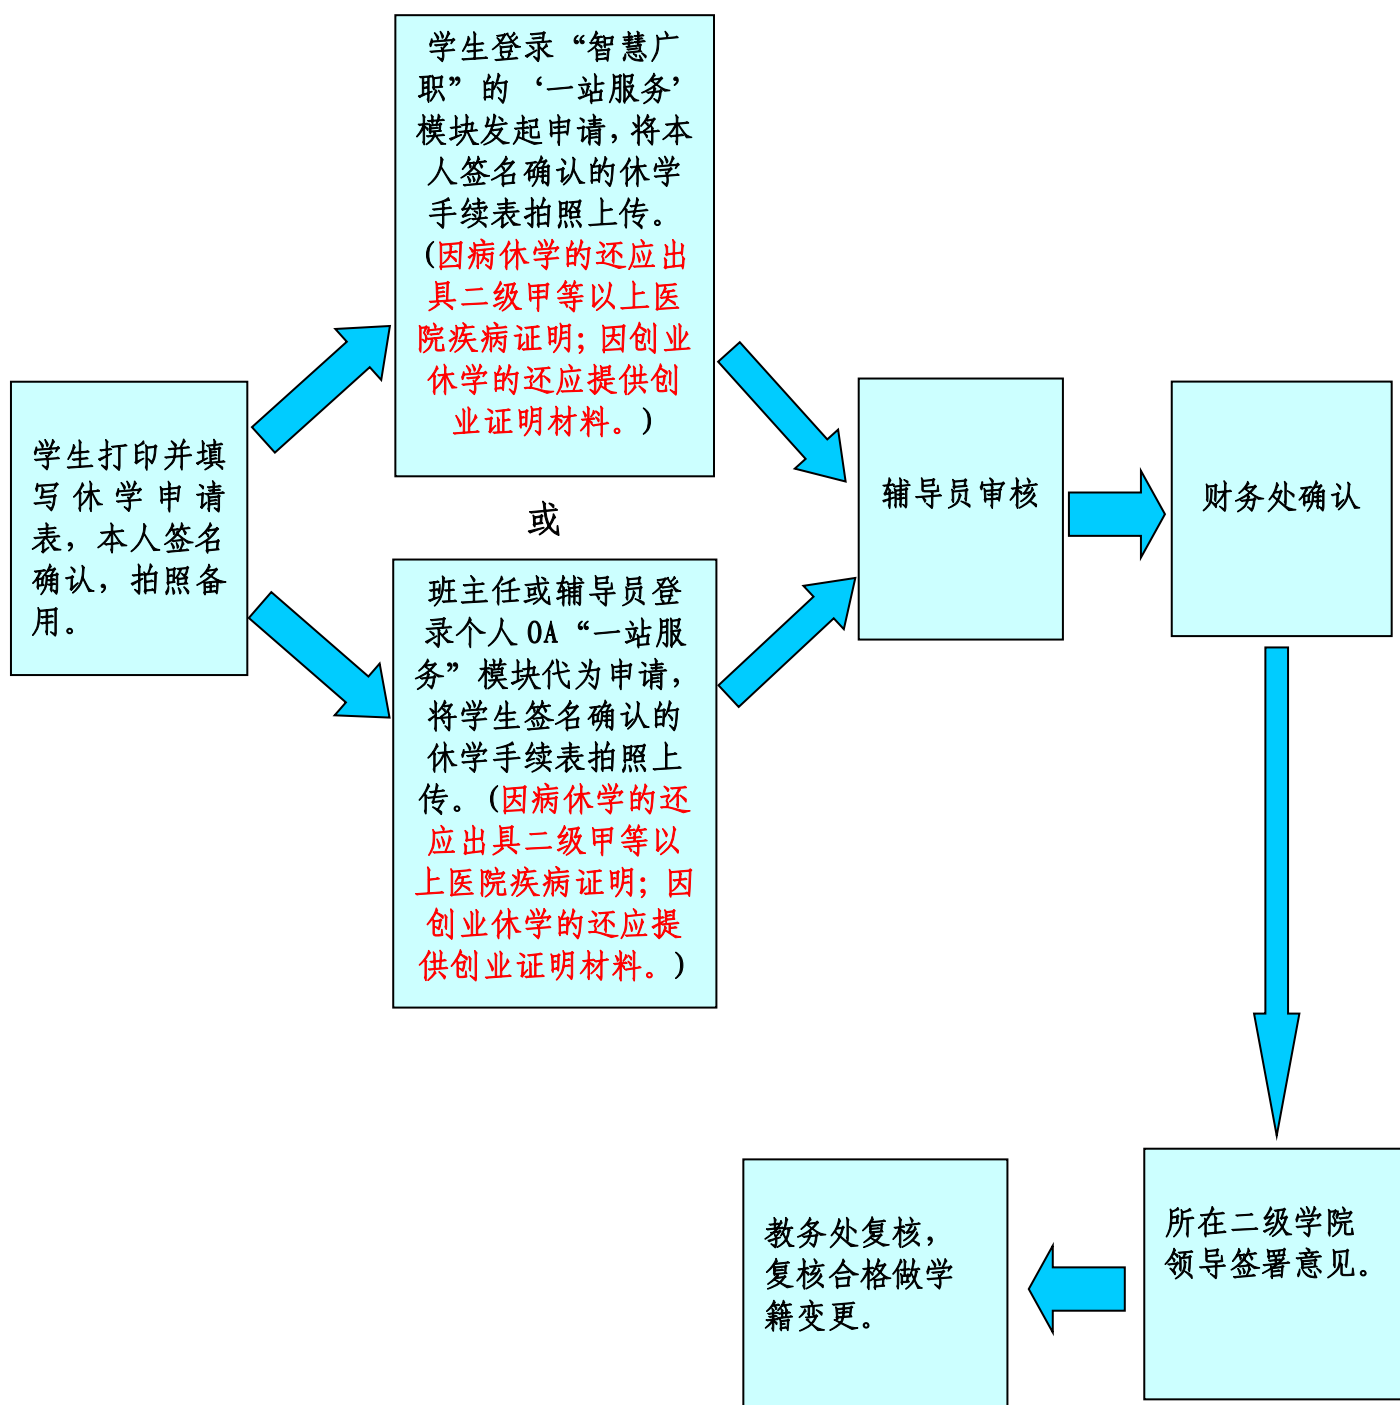 学生打印并填
写休学申请
表，本人签名
确认，拍照备
用。
学生登录“智慧广
职”的‘一站服务’
模块发起申请，将本
人签名确认的休学
手续表拍照上传。
（因病休学的还应出
具二级甲等以上医
院疾病证明；因创业
休学的还应提供创
业证明材料。）
或
班主任或辅导员登
录个人OA“一站服
务”模块代为申请，
将学生签名确认的
休学手续表拍照上
传。（因病休学的还
应出具二级甲等以
上医院疾病证明；因
创业休学的还应提
供创业证明材料。）
辅导员审核
财务处确认
所在二级学院
领导签署意见。
教务处复核，
复核合格做学
籍变更。